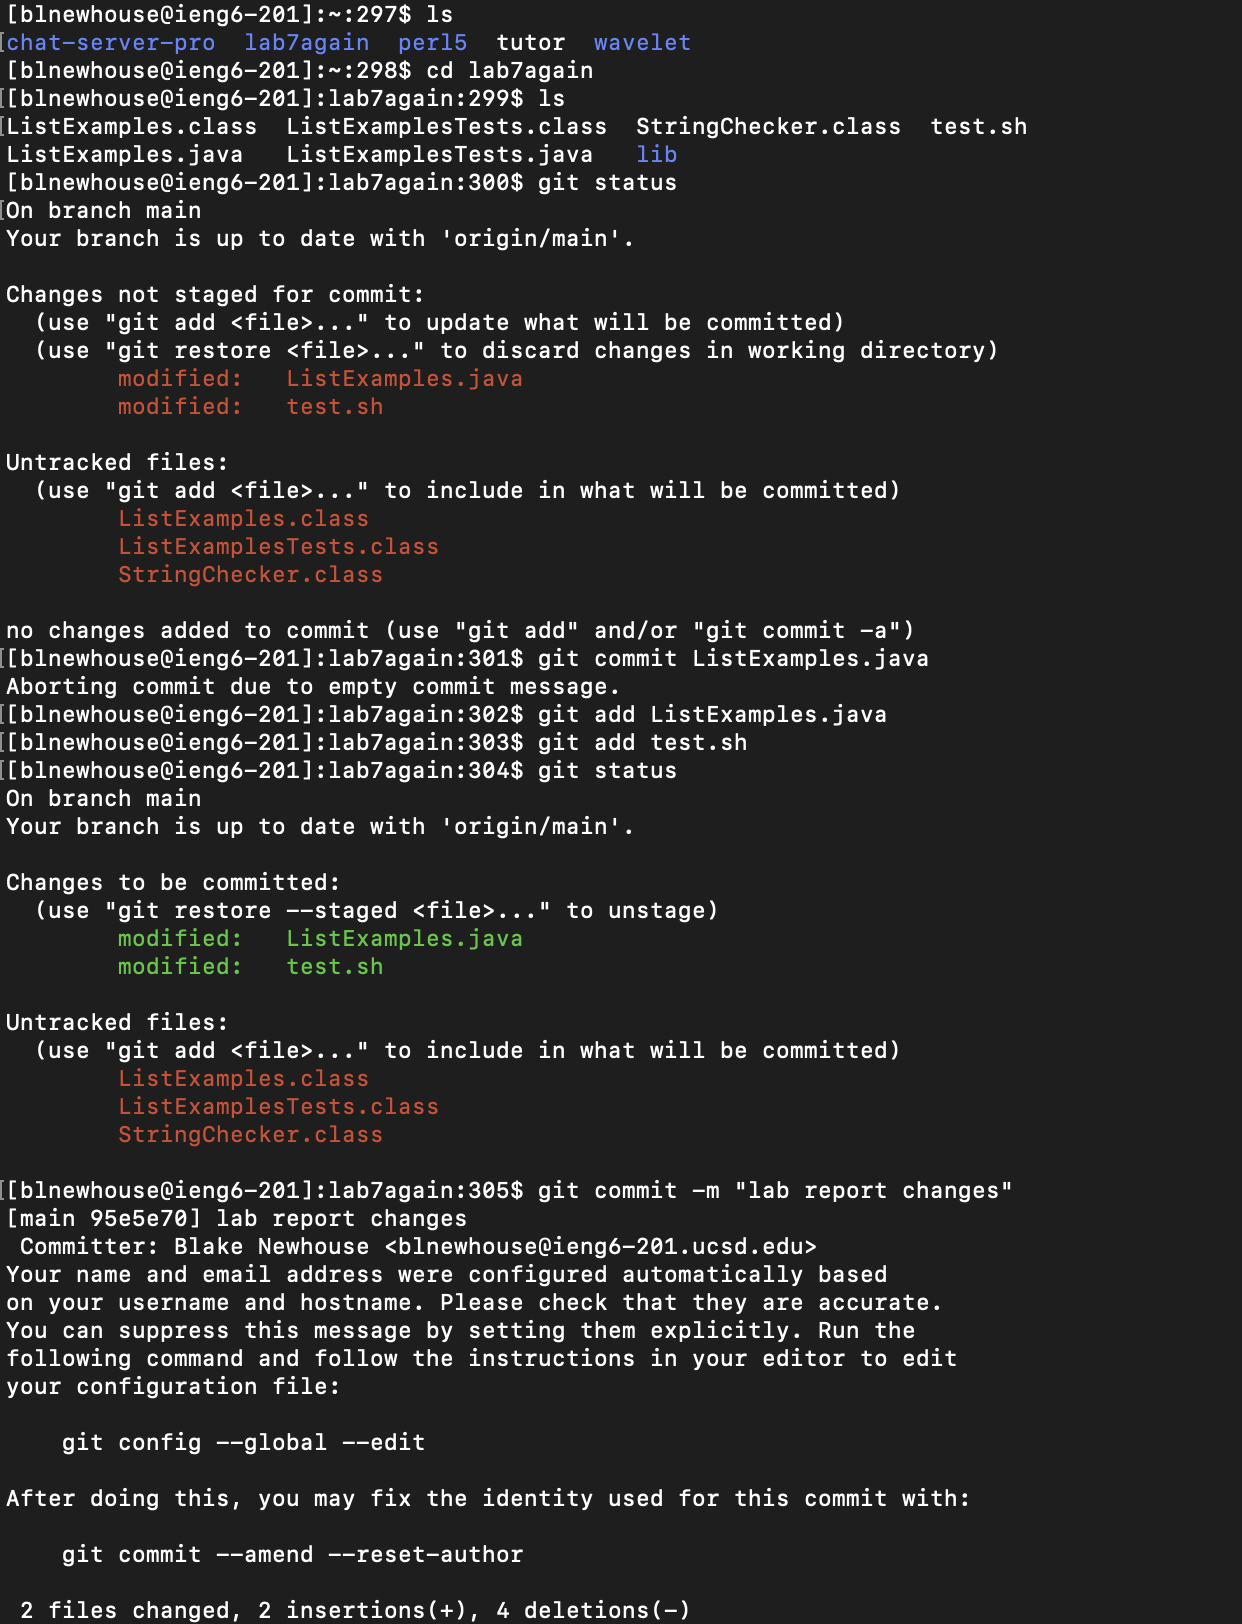 [blnewhouse@ieng6-201]:~:297$ ls
[chat-server-pro  lab7again  perl5  tutor  wavelet
[blnewhouse@ieng6-201]:~:298$ cd lab7again
[[blnewhouse@ieng6-201]:lab7again:299$ ls
[ListExamples.class  ListExamplesTests.class  StringChecker.class  test.sh
ListExamples.java   ListExamplesTests.java   lib
[blnewhouse@ieng6-201]:lab7again:300$ git status
[On branch main
Your branch is up to date with 'origin/main'.

Changes not staged for commit:
  (use "git add <file>..." to update what will be committed)
  (use "git restore <file>..." to discard changes in working directory)
        modified:   ListExamples.java
        modified:   test.sh

Untracked files:
  (use "git add <file>..." to include in what will be committed)
        ListExamples.class
        ListExamplesTests.class
        StringChecker.class

no changes added to commit (use "git add" and/or "git commit -a")
[[blnewhouse@ieng6-201]:lab7again:301$ git commit ListExamples.java
Aborting commit due to empty commit message.
[[blnewhouse@ieng6-201]:lab7again:302$ git add ListExamples.java
[[blnewhouse@ieng6-201]:lab7again:303$ git add test.sh
[[blnewhouse@ieng6-201]:lab7again:304$ git status
On branch main
Your branch is up to date with 'origin/main'.

Changes to be committed:
  (use "git restore --staged <file>..." to unstage)
        modified:   ListExamples.java
        modified:   test.sh

Untracked files:
  (use "git add <file>..." to include in what will be committed)
        ListExamples.class
        ListExamplesTests.class
        StringChecker.class

[[blnewhouse@ieng6-201]:lab7again:305$ git commit -m "lab report changes"
[main 95e5e70] lab report changes
 Committer: Blake Newhouse <blnewhouse@ieng6-201.ucsd.edu>
Your name and email address were configured automatically based
on your username and hostname. Please check that they are accurate.
You can suppress this message by setting them explicitly. Run the
following command and follow the instructions in your editor to edit
your configuration file:

    git config --global --edit

After doing this, you may fix the identity used for this commit with:

    git commit --amend --reset-author

 2 files changed, 2 insertions(+), 4 deletions(-)